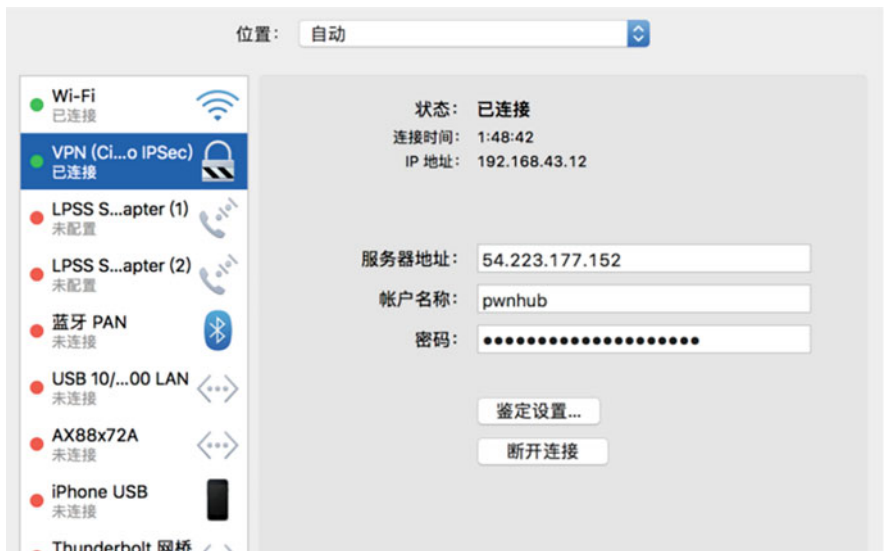 位置： 自动
Wi-Fi
已连接
VPN (Ci...o IPSec)
已连接
LPSS S...apter (1)
未配置
LPSS S...apter (2)
未配置
蓝牙 PAN
未连接
USB 10/...00 LAN
未连接
AX88x72A
未连接
iPhone USB
未连接
Thunderbolt 网桥
状态： 已连接
连接时间： 1:48:42
IP 地址： 192.168.43.12
服务器地址： 54.223.177.152
帐户名称： pwnhub
密码： ••••••••••••••••••••
鉴定设置...
断开连接